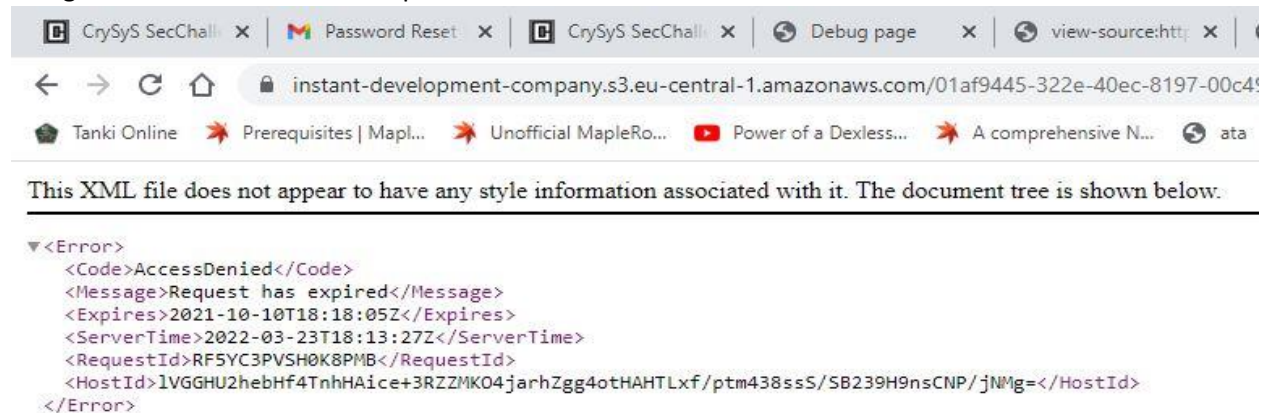 CrySyS SecChall
Password Reset
CrySyS SecChall
Debug page
view-source:http
instant-development-company.s3.eu-central-1.amazonaws.com/01af9445-322e-40ec-8197-00c49
Tanki Online
Prerequisites | Mapl...
Unofficial MapleRo...
Power of a Dexless...
A comprehensive N...
ata
This XML file does not appear to have any style information associated with it. The document tree is shown below.
▼<Error>
<Code>AccessDenied</Code>
<Message>Request has expired</Message>
<Expires>2021-10-10T18:18:05Z</Expires>
<ServerTime>2022-03-23T18:13:27Z</ServerTime>
<RequestId>RF5YC3PVSH0K8PMB</RequestId>
<HostId>lVGGHU2hebHf4TnhHAice+3RZZMKO4jarhZgg4otHAHTLxf/ptm438ssS/SB239H9nsCNP/jNMg=</HostId>
</Error>